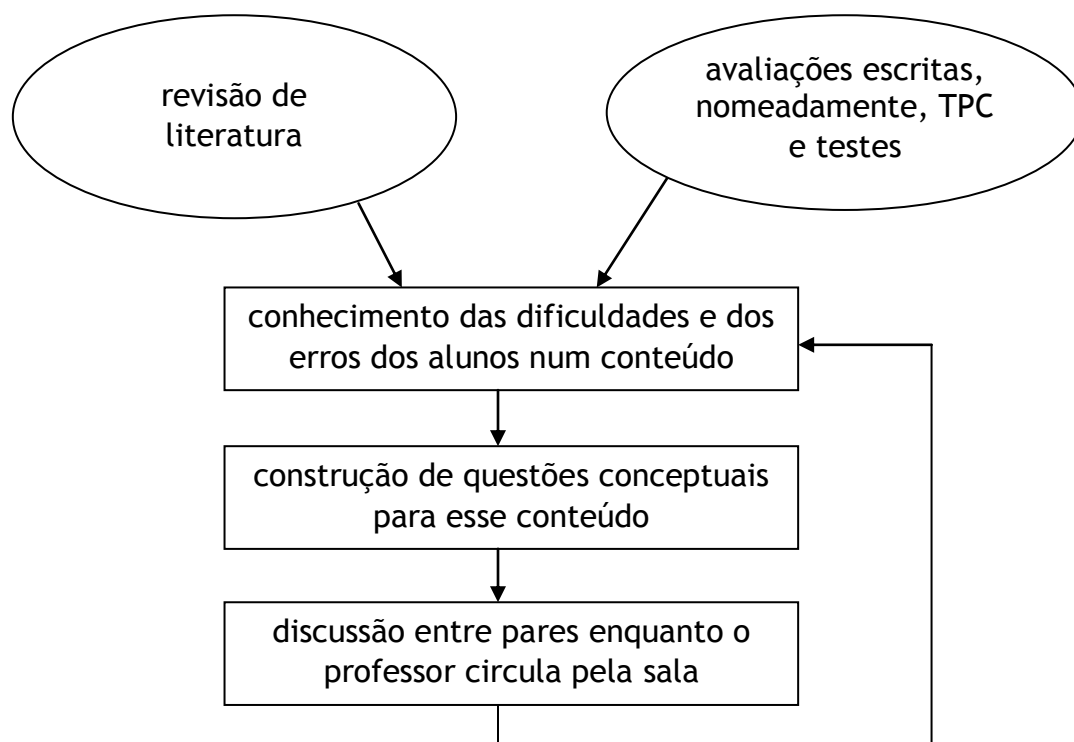 revisão de
literatura
avaliações escritas,
nomeadamente, TPC
e testes
conhecimento das dificuldades e dos
erros dos alunos num conteúdo
construção de questões conceptuais
para esse conteúdo
discussão entre pares enquanto o
professor circula pela sala